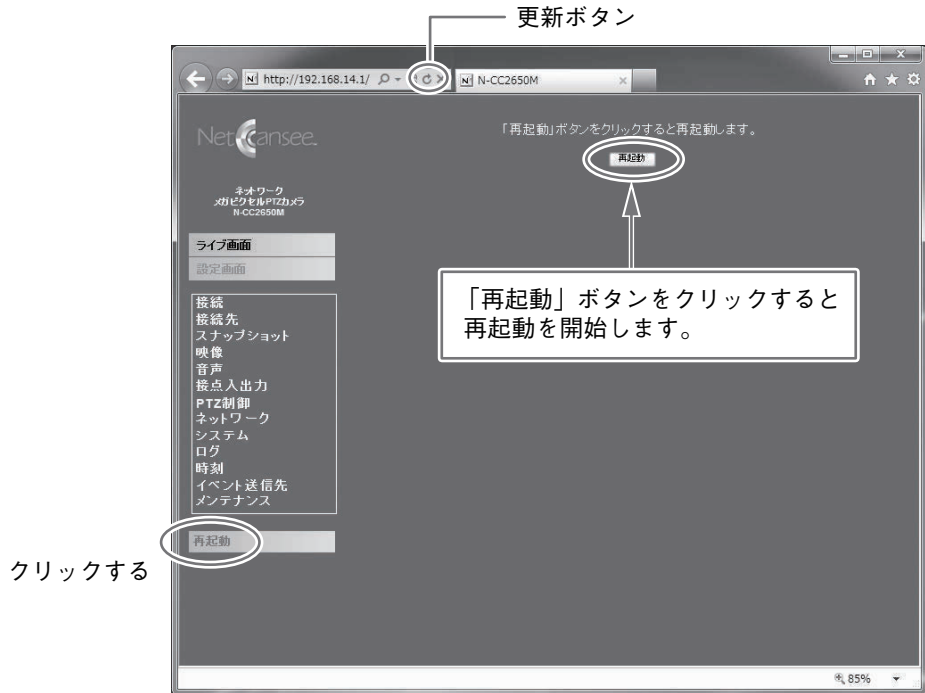 更新ボタン
http://192.168.14.1/
N-CC2650M
「再起動」ボタンをクリックすると再起動します。
再起動
NetCansee
ネットワーク
メガピクセルPTZカメラ
N-CC2650M
ライブ画面
設定画面
「再起動」ボタンをクリックすると
再起動を開始します。
接続
接続先
スナップショット
映像
音声
接点入出力
PTZ制御
ネットワーク
システム
ログ
時刻
イベント送信先
メンテナンス
再起動
クリックする
85%